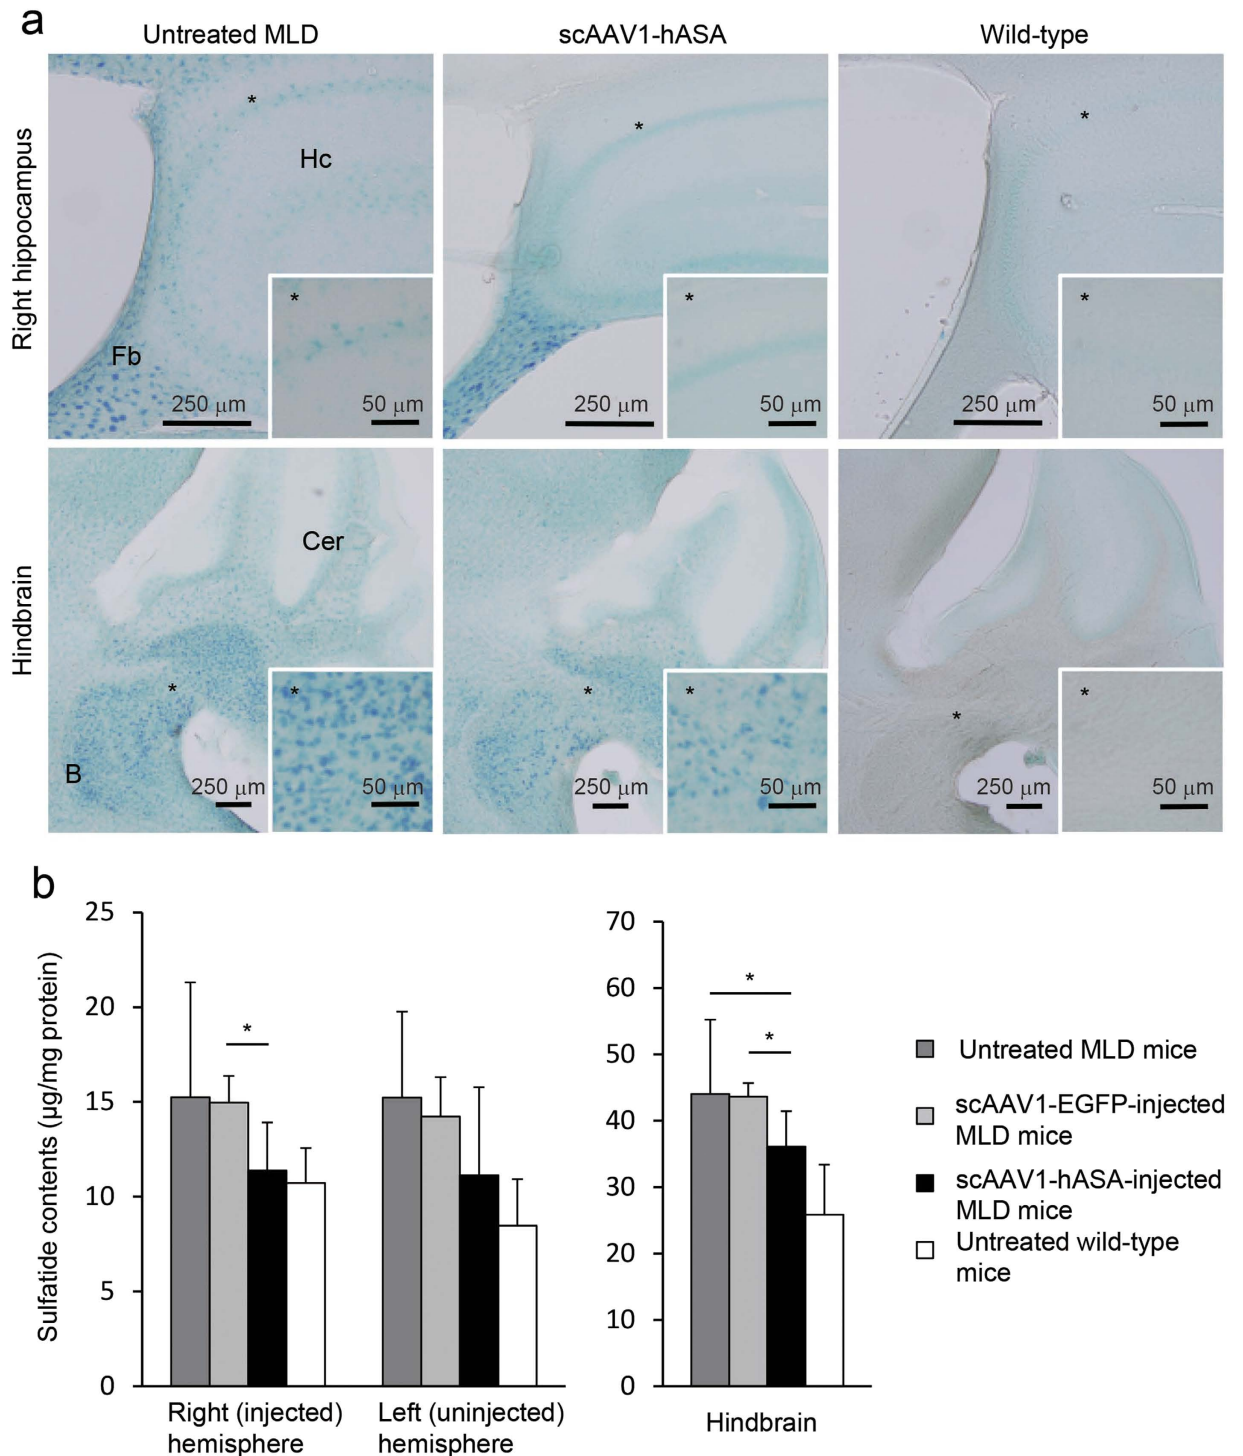 a
Untreated MLD
scAAV1-hASA
Wild-type
Right hippocampus
*
Hc
Fb
250 μm
*
50 μm
*
250 μm
*
50 μm
*
250 μm
*
50 μm
Hindbrain
Cer
*
B
250 μm
*
50 μm
*
250 μm
*
50 μm
*
250 μm
*
50 μm
b
Sulfatide contents (μg/mg protein)
25
20
15
10
5
0
*
Right (injected)
hemisphere
Left (uninjected)
hemisphere
70
60
50
40
30
20
10
0
*
*
Hindbrain
Untreated MLD mice
scAAV1-EGFP-injected
MLD mice
scAAV1-hASA-injected
MLD mice
Untreated wild-type
mice